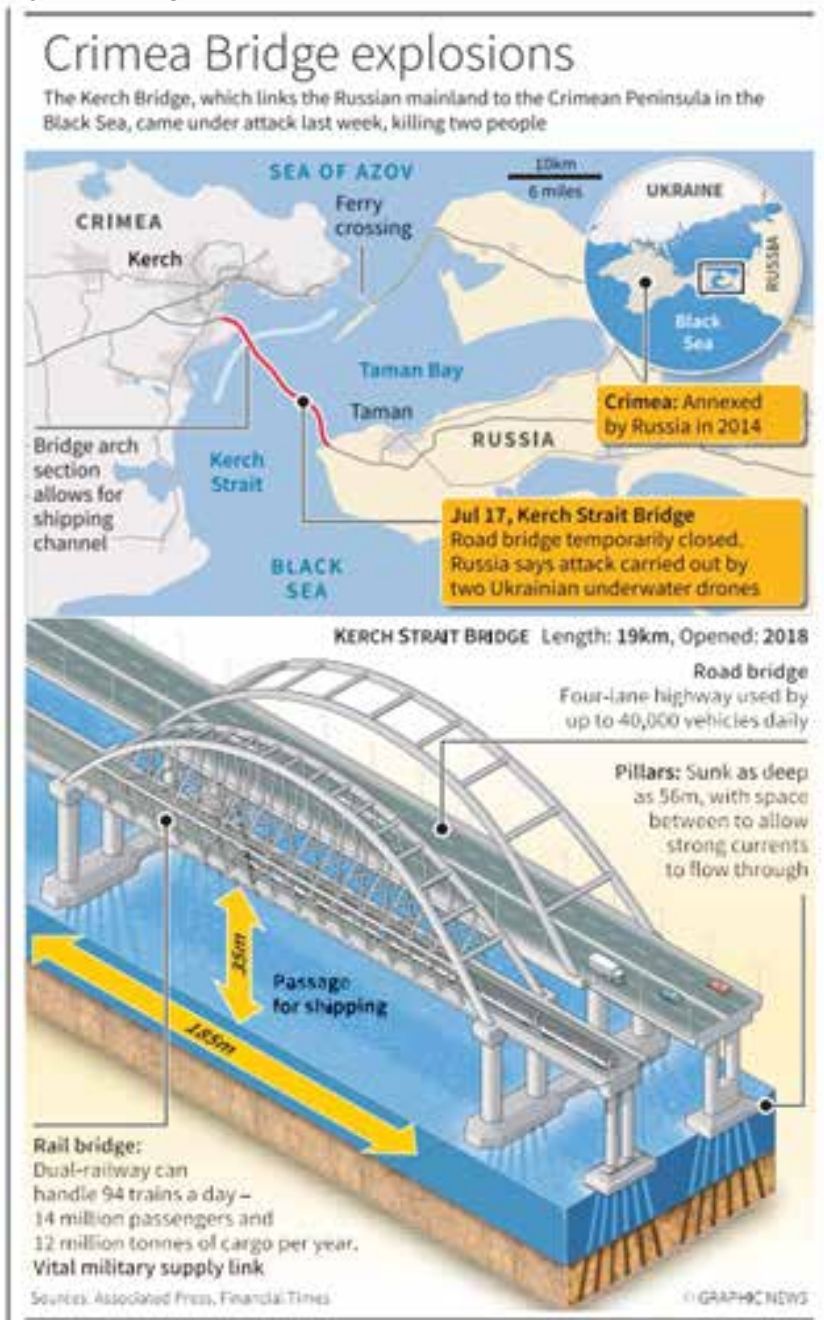 Crimea Bridge explosions
The Kerch Bridge, which links the Russian mainland to the Crimean Peninsula in the
Black Sea, came under attack last week, killing two people
SEA OF AZOV
10km
6 miles
UKRAINE
RUSSIA
Black
Sea
CRIMEA
Kerch
Ferry
crossing
Taman Bay
Taman
RUSSIA
Crimea: Annexed
by Russia in 2014
Bridge arch
section
allows for
shipping
channel
Kerch
Strait
BLACK
SEA
Jul 17, Kerch Strait Bridge
Road bridge temporarily closed.
Russia says attack carried out by
two Ukrainian underwater drones
KERCH STRAIT BRIDGE Length: 19km, Opened: 2018
Road bridge
Four-lane highway used by
up to 40,000 vehicles daily
Pillars: Sunk as deep
as 56m, with space
between to allow
strong currents
to flow through
35m
Passage
for shipping
185m
Rail bridge:
Dual-railway can
handle 94 trains a day –
14 million passengers and
12 million tonnes of cargo per year.
Vital military supply link
Sources: Associated Press, Financial Times
© GRAPHIC NEWS